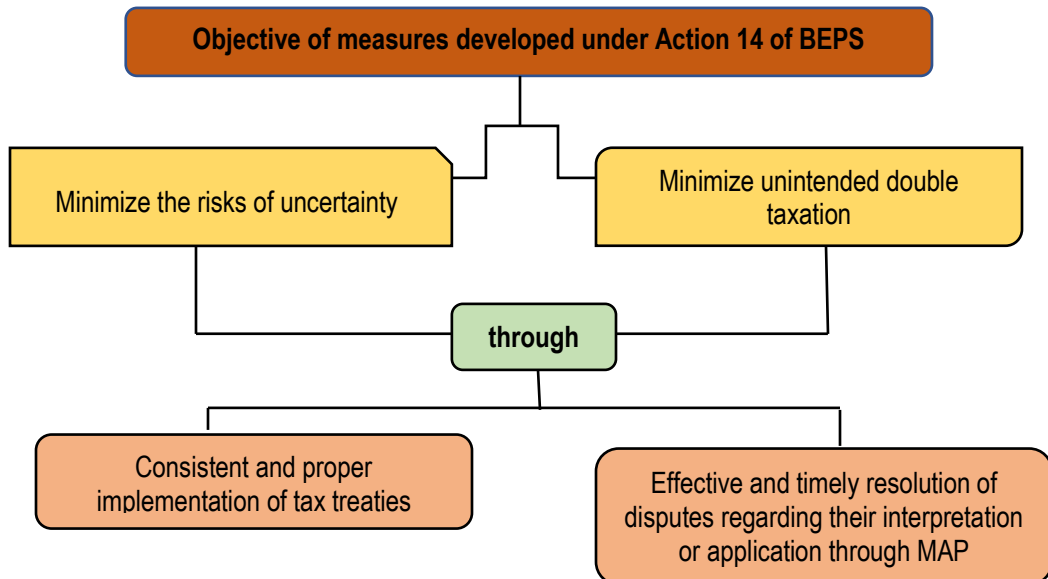 Objective of measures developed under Action 14 of BEPS
Minimize the risks of uncertainty
Minimize unintended double
taxation
through
Consistent and proper
implementation of tax treaties
Effective and timely resolution of
disputes regarding their interpretation
or application through MAP